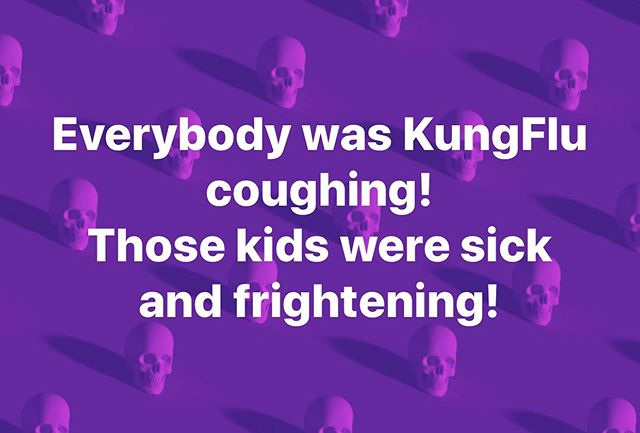 Everybody was KungFlu
coughing!
Those kids were sick
and frightening!